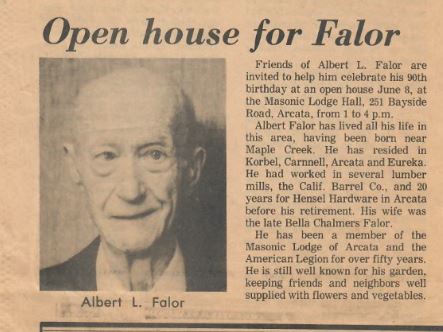 Open house for Falor
Friends of Albert L. Falor are
invited to help him celebrate his 90th
birthday at an open house June 8, at
the Masonic Lodge Hall, 251 Bayside
Road, Arcata, from 1 to 4 p.m.
Albert Falor has lived all his life in
this area, having been born near
Maple Creek. He has resided in
Korbel, Carnnell, Arcata and Eureka.
He had worked in several lumber
mills, the Calif. Barrel Co., and 20
years for Hensel Hardware in Arcata
before his retirement. His wife was
the late Bella Chalmers Falor.
He has been a member of the
Masonic Lodge of Arcata and the
American Legion for over fifty years.
He is still well known for his garden,
keeping friends and neighbors well
supplied with flowers and vegetables.
Albert L. Falor